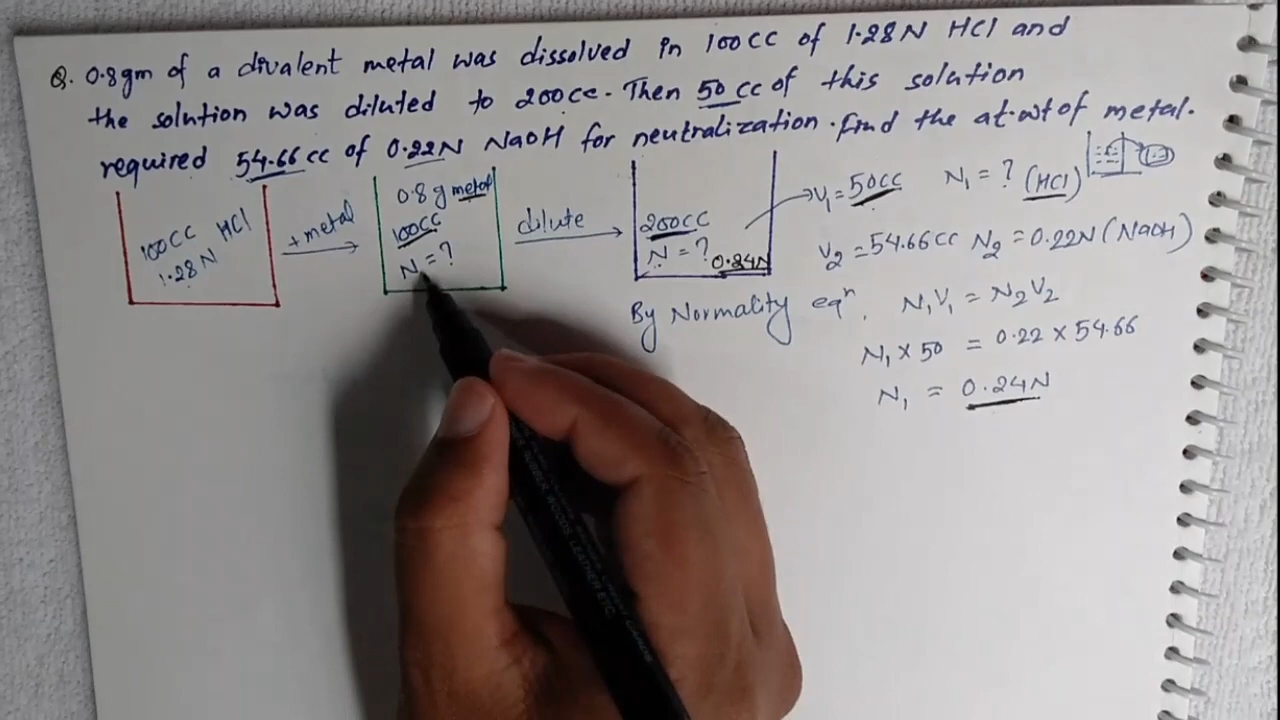 Q. 0.8gm of a divalent metal was dissolved in 100CC of 1.28N HCl and
the solution was diluted to 200cc. Then 50 cc of this solution
required 54.66cc of 0.22N NaOH for neutralization. find the at.wt of metal.
100CC HCl
1.28N
+metal
0.8g metal
100CC
N = ?
dilute
200CC
N = ? 0.24N
V1 = 50CC N1 = ? (HCl)
V2 = 54.66CC N2 = 0.22N (NaOH)
By Normality eqn, N1V1 = N2V2
N1 × 50 = 0.22 × 54.66
N1 = 0.24N